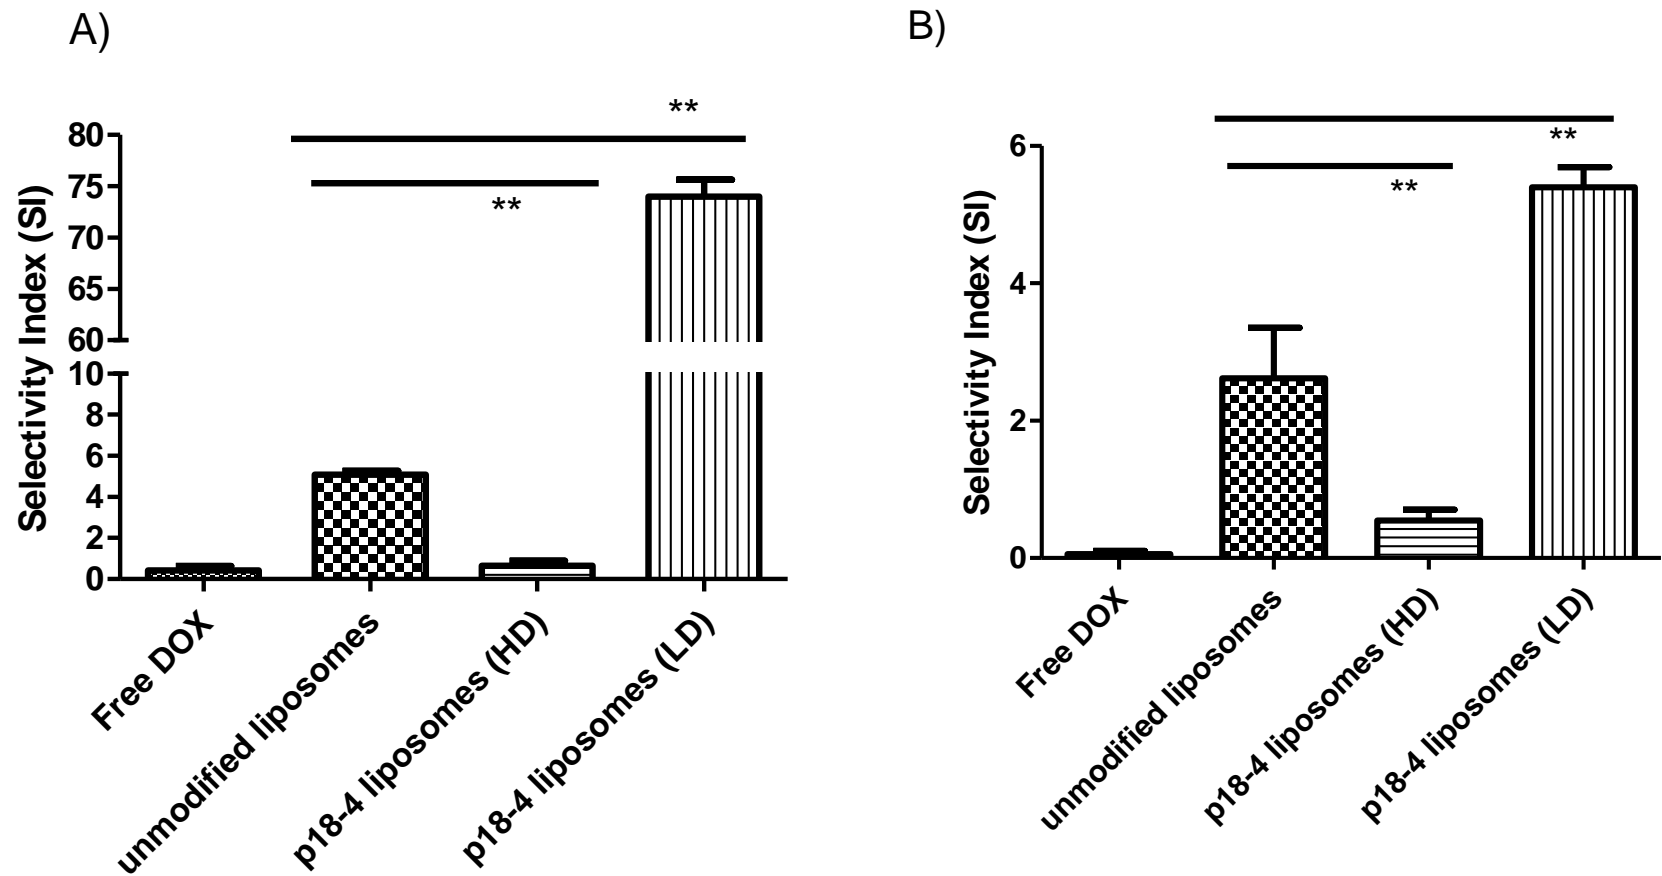 A)
**
**
Selectivity Index (SI)
80
75
70
65
60
10
8
6
4
2
0
Free DOX
unmodified liposomes
p18-4 liposomes (HD)
p18-4 liposomes (LD)
B)
**
**
Selectivity Index (SI)
6
4
2
0
Free DOX
unmodified liposomes
p18-4 liposomes (HD)
p18-4 liposomes (LD)